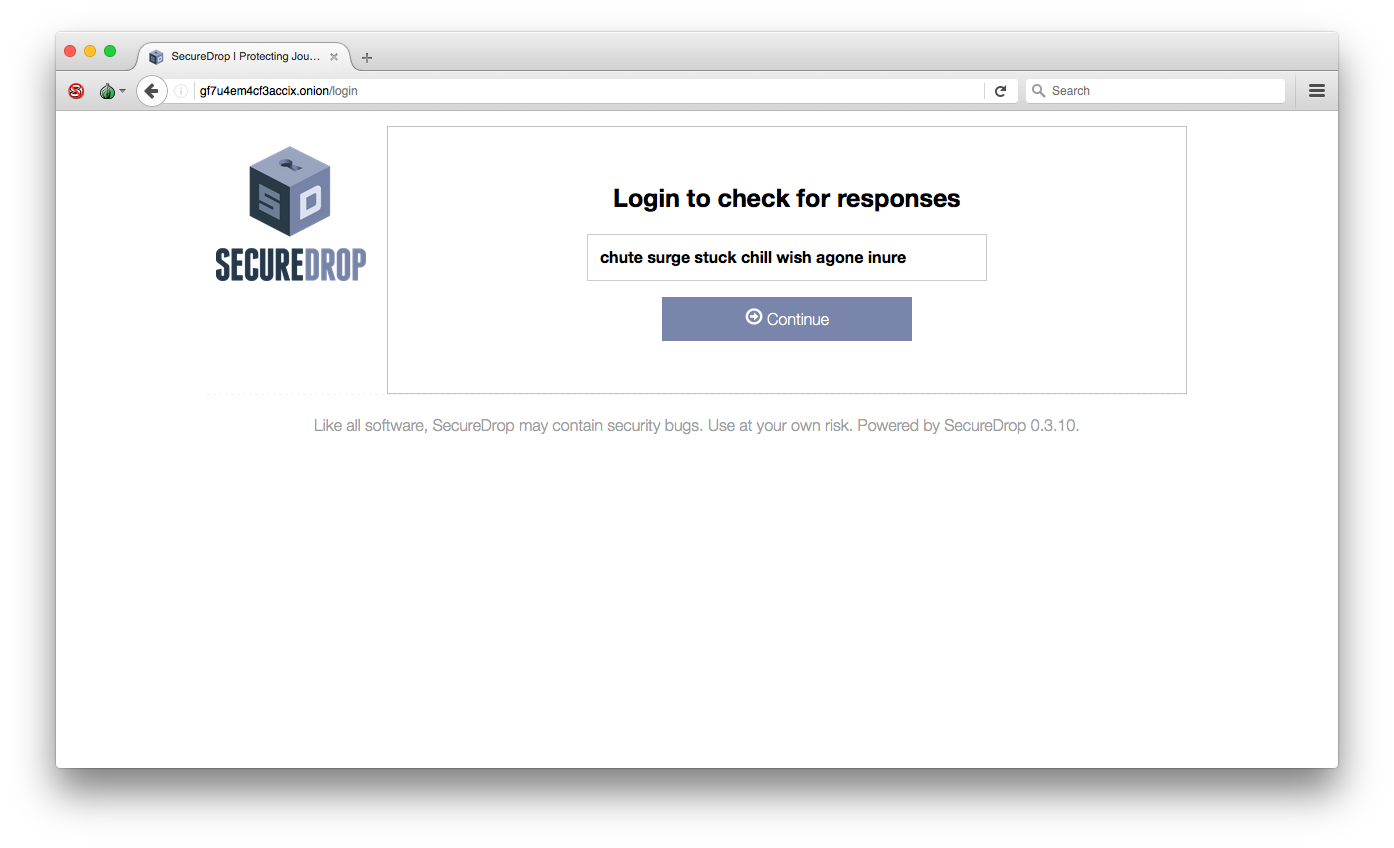 SecureDrop | Protecting Jou...
gf7u4em4cf3accix.onion/login
Search
S D
SECUREDROP
Login to check for responses
chute surge stuck chill wish agone inure
Continue
Like all software, SecureDrop may contain security bugs. Use at your own risk. Powered by SecureDrop 0.3.10.